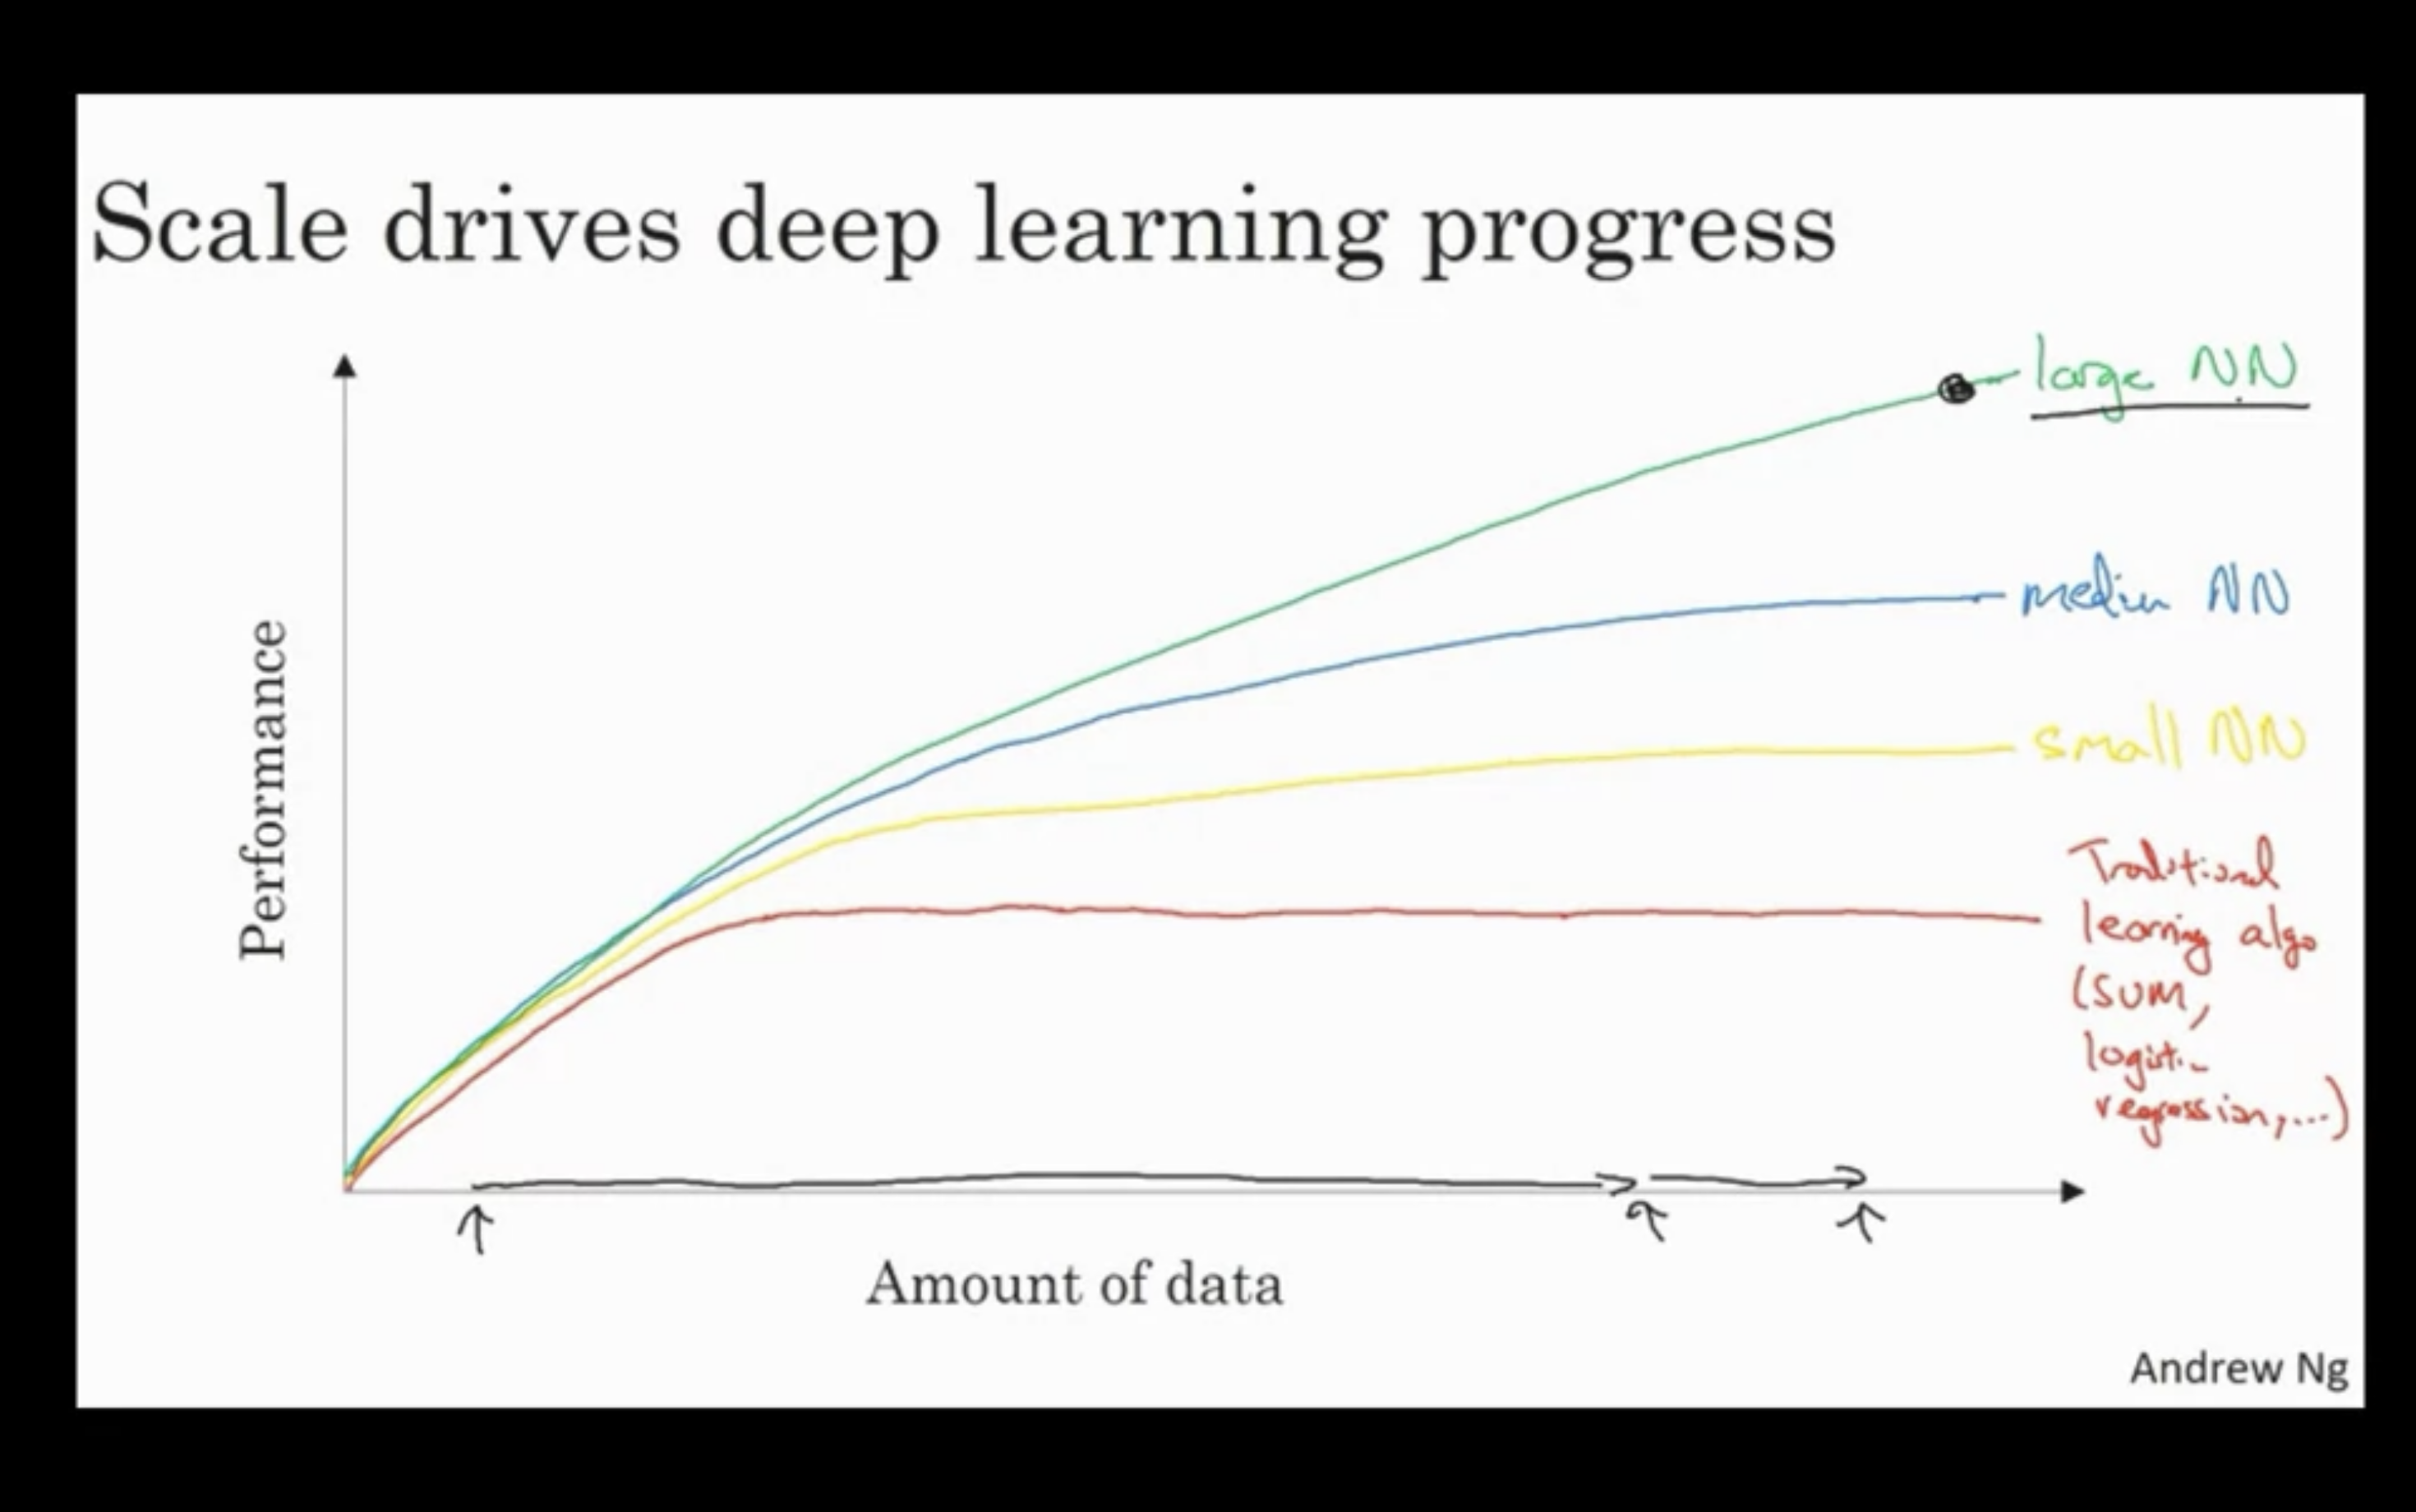 Scale drives deep learning progress
large NN
medium NN
small NN
Traditional
learning algo
(SVM,
logistic
regression,...)
Performance
Amount of data
Andrew Ng